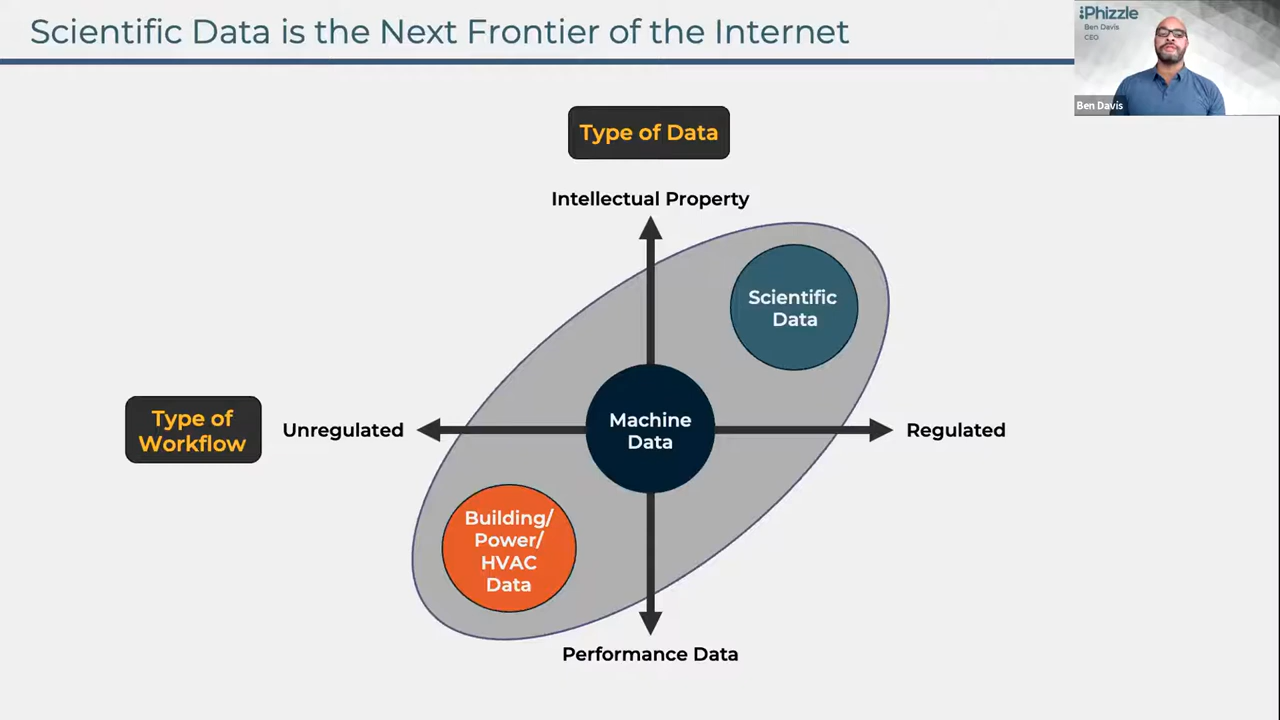 Scientific Data is the Next Frontier of the Internet
:Phizzle
Ben Davis
CEO
Ben Davis
Type of Data
Intellectual Property
Scientific
Data
Machine
Data
Type of
Workflow
Unregulated
Regulated
Building/
Power/
HVAC
Data
Performance Data